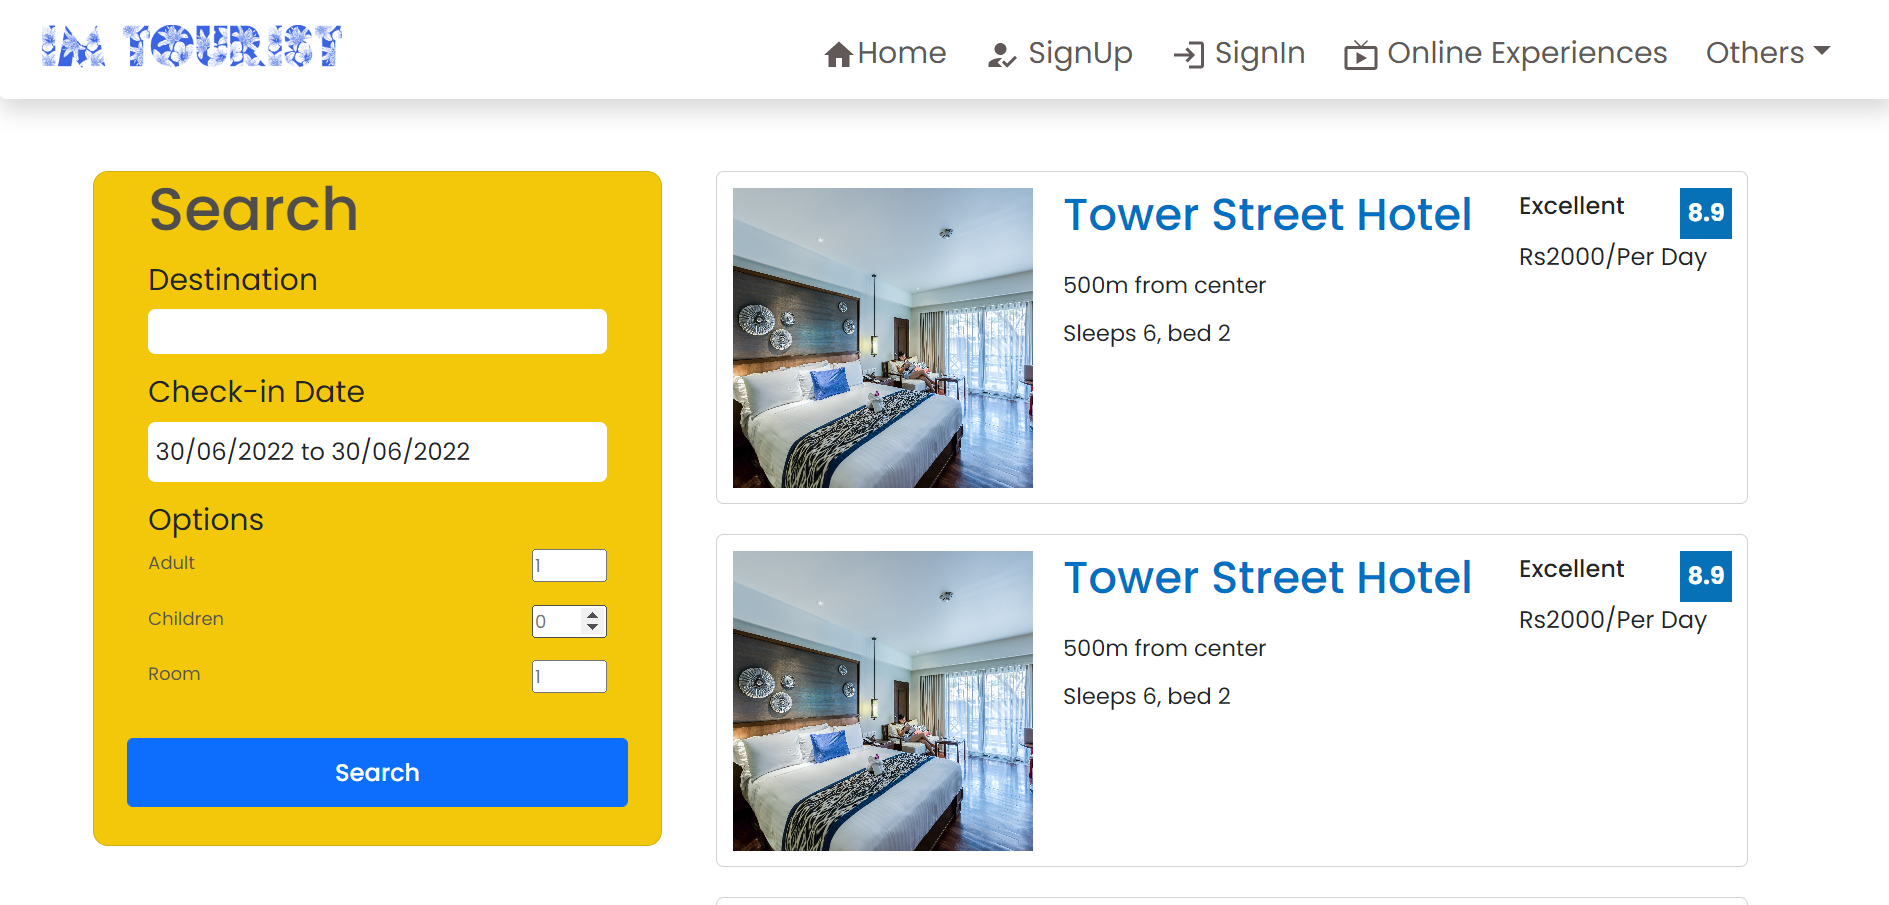 IM TOURIST
Home SignUp SignIn Online Experiences Others
Search
Destination
Check-in Date
30/06/2022 to 30/06/2022
Options
Adult 1
Children 0
Room 1
Search
Tower Street Hotel
500m from center
Sleeps 6, bed 2
Excellent 8.9
Rs2000/Per Day
Tower Street Hotel
500m from center
Sleeps 6, bed 2
Excellent 8.9
Rs2000/Per Day